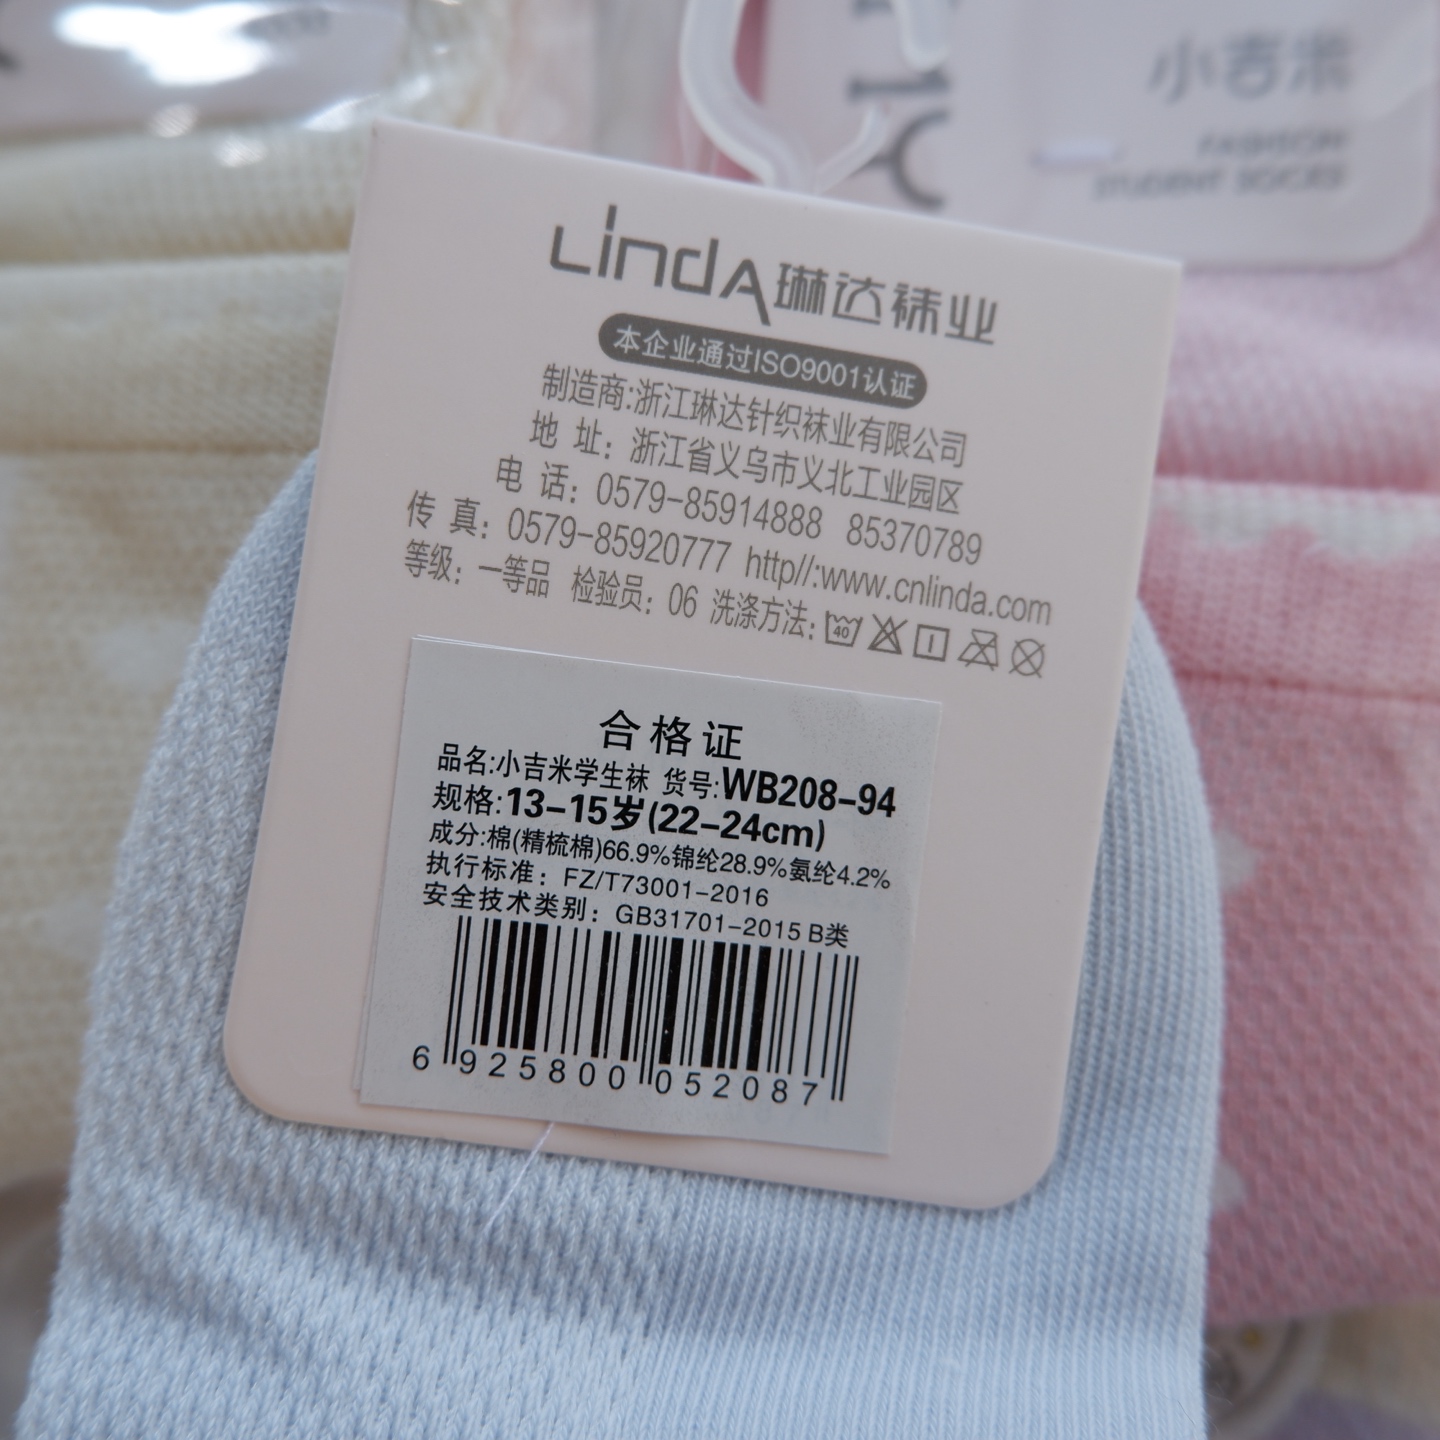 小吉米
FASHION
STUDENT SOCKS
LindA琳达袜业
本企业通过ISO9001认证
制造商:浙江琳达针织袜业有限公司
地 址：浙江省义乌市义北工业园区
电 话：0579-85914888 85370789
传 真：0579-85920777 http//:www.cnlinda.com
等级：一等品 检验员：06 洗涤方法:
40
合格证
品名:小吉米学生袜 货号:WB208-94
规格:13-15岁(22-24cm)
成分:棉(精梳棉)66.9%锦纶28.9%氨纶4.2%
执行标准：FZ/T73001-2016
安全技术类别：GB31701-2015 B类
6 925800 052087